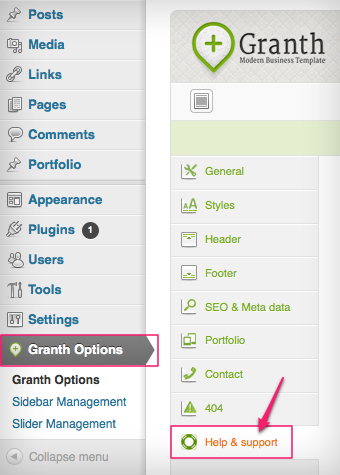 Posts
Media
Links
Pages
Comments
Portfolio
Appearance
Plugins 1
Users
Tools
Settings
Granth Options
Granth Options
Sidebar Management
Slider Management
Collapse menu
Granth
Modern Business Template
General
Styles
Header
Footer
SEO & Meta data
Portfolio
Contact
404
Help & support